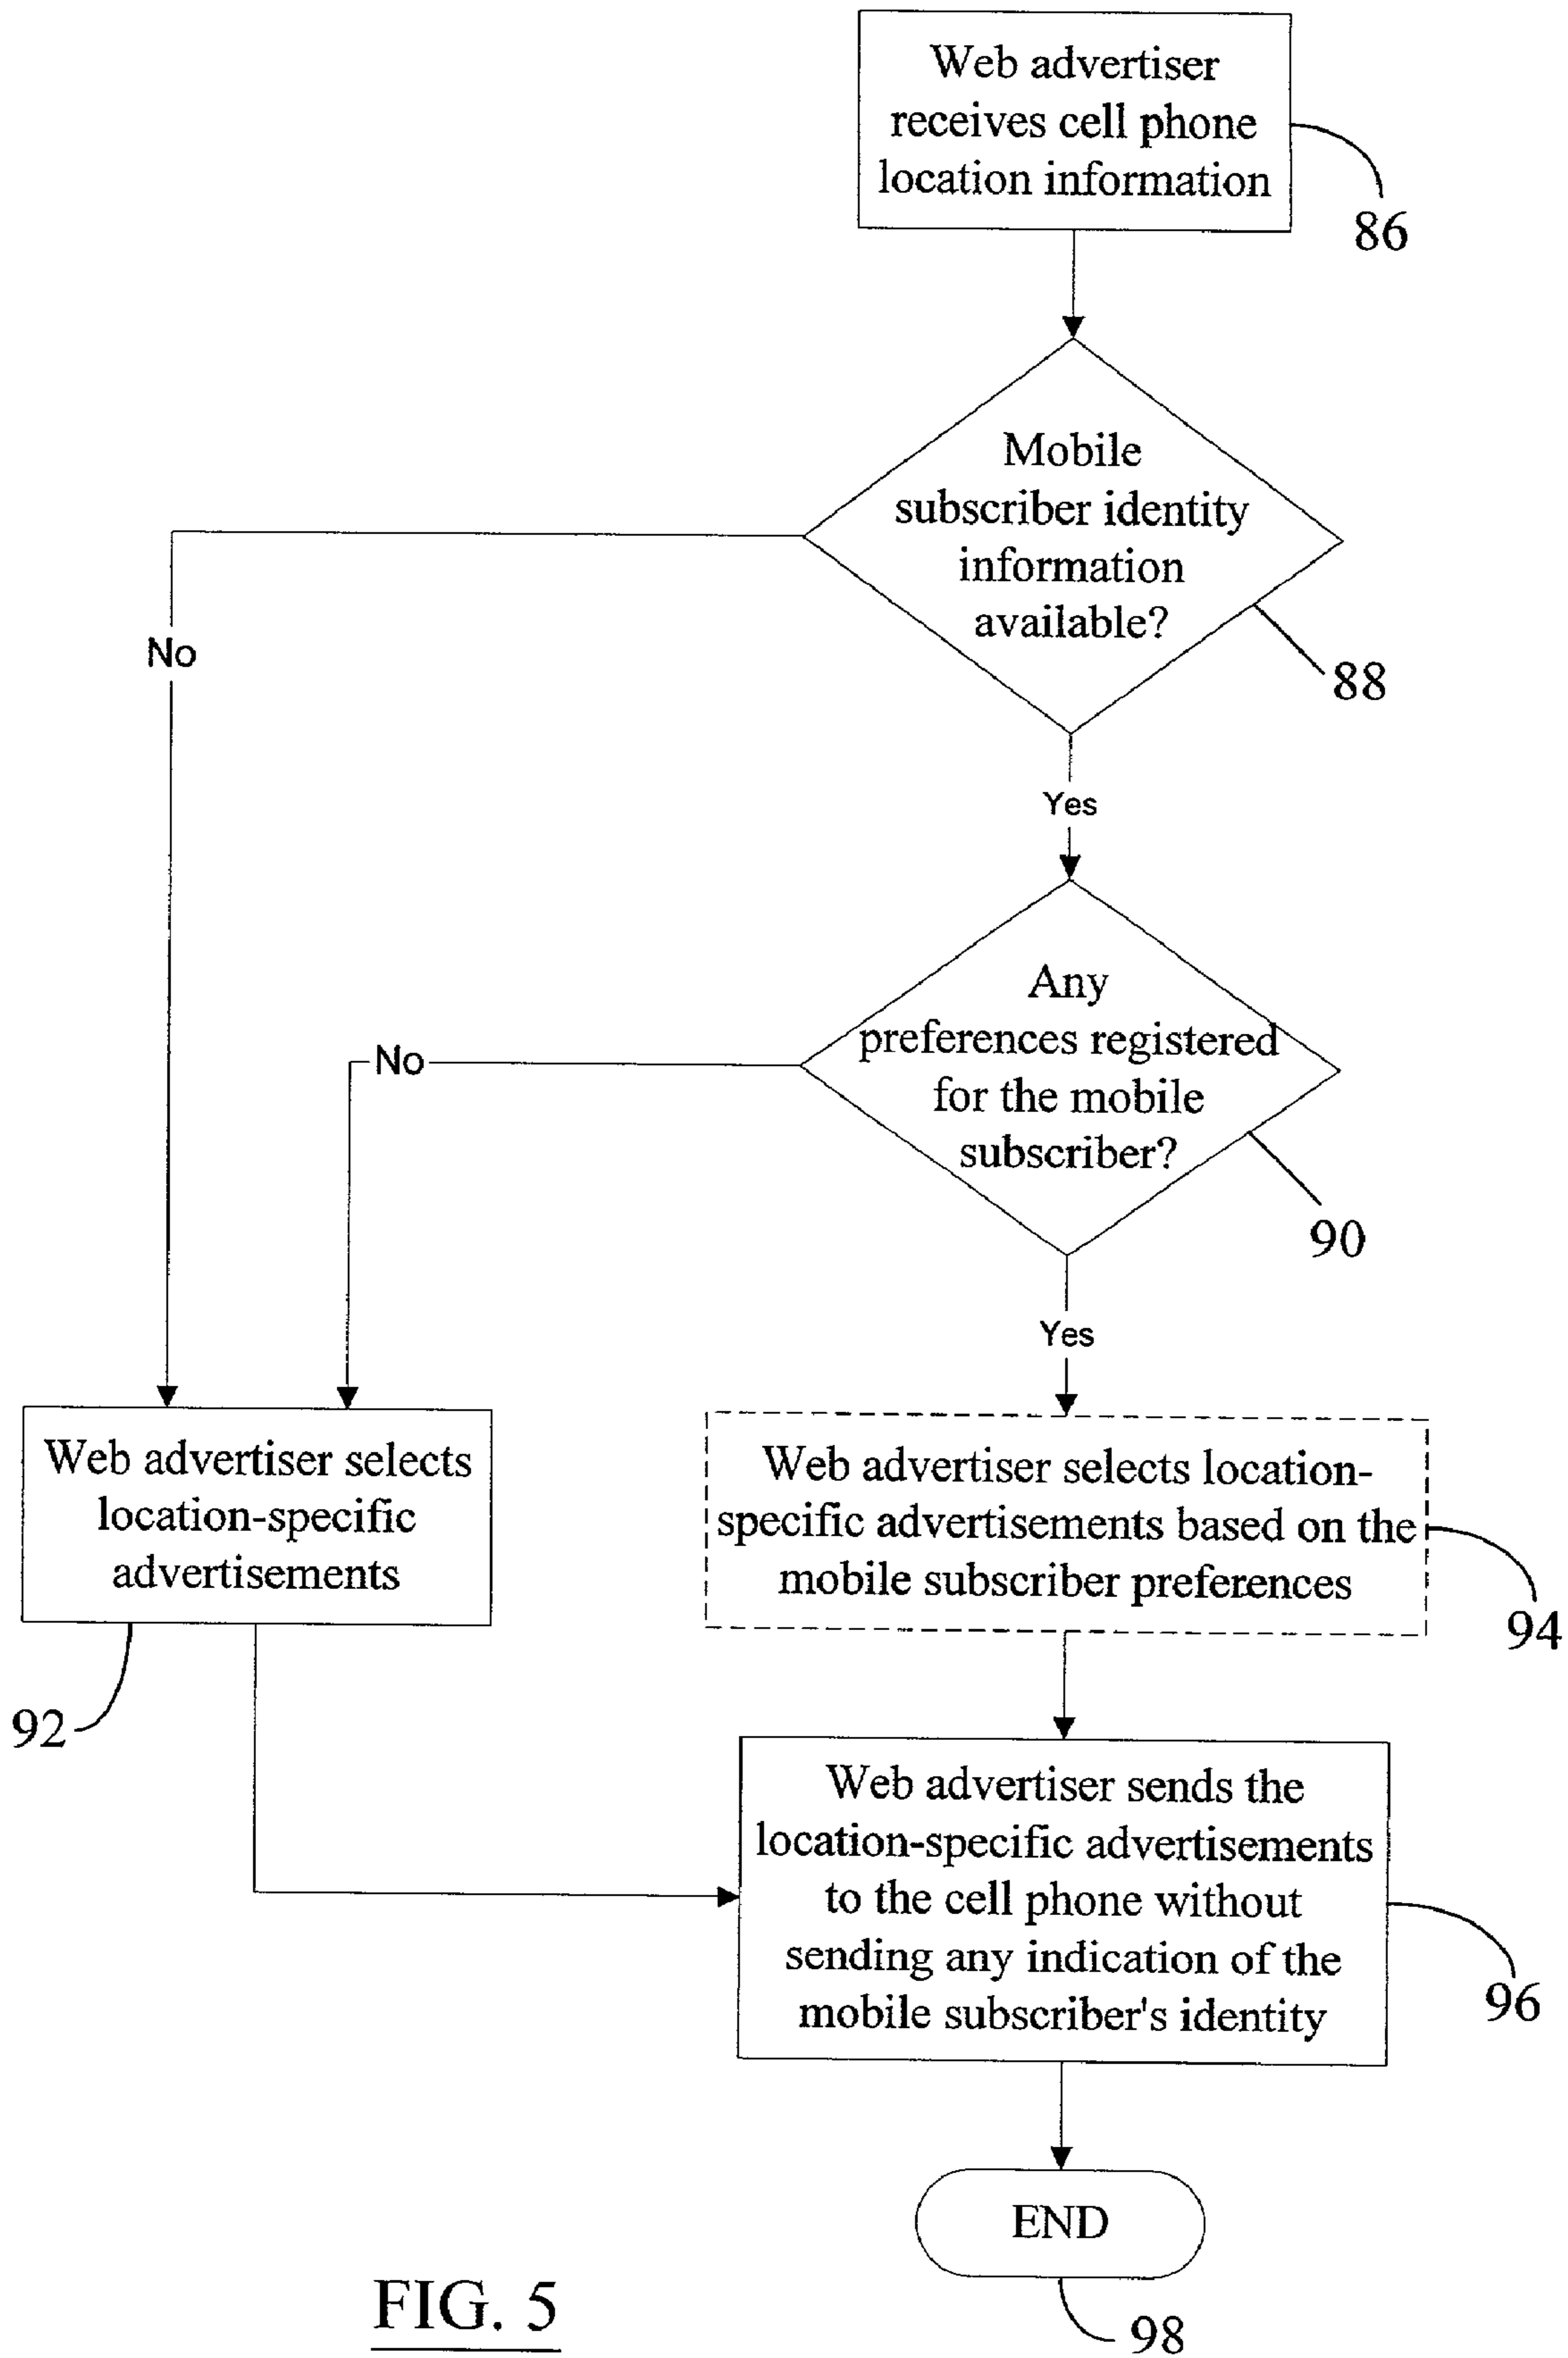 Web advertiser
receives cell phone
location information
86
Mobile
subscriber identity
information
available?
88
No
Yes
Any
preferences registered
for the mobile
subscriber?
90
No
Yes
Web advertiser selects
location-specific
advertisements
92
Web advertiser selects location-
specific advertisements based on the
mobile subscriber preferences
94
Web advertiser sends the
location-specific advertisements
to the cell phone without
sending any indication of the
mobile subscriber's identity
96
END
98
FIG. 5